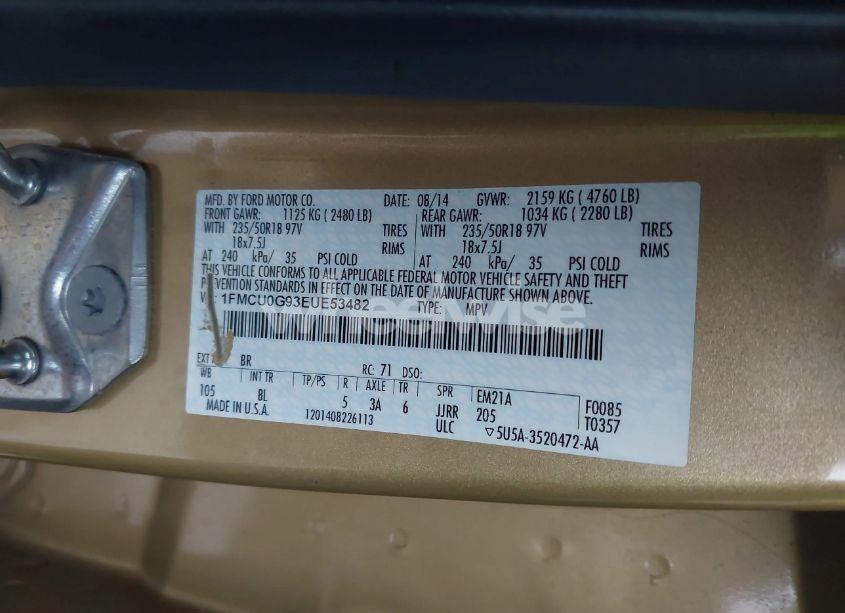 MFD. BY FORD MOTOR CO. DATE: 08/14 GVWR: 2159 KG ( 4760 LB)
FRONT GAWR: 1125 KG ( 2480 LB) REAR GAWR: 1034 KG ( 2280 LB)
WITH 235/50R18 97V TIRES WITH 235/50R18 97V TIRES
18x7.5J RIMS 18x7.5J RIMS
AT 240 kPa/ 35 PSI COLD AT 240 kPa/ 35 PSI COLD
THIS VEHICLE CONFORMS TO ALL APPLICABLE FEDERAL MOTOR VEHICLE SAFETY AND THEFT
PREVENTION STANDARDS IN EFFECT ON THE DATE OF MANUFACTURE SHOWN ABOVE.
1FMCU0G93EUE53482 TYPE: MPV
wheelwise
EXT BR RC: 71 DSO:
WB INT TR TP/PS R AXLE TR SPR EM21A F0085
105 8L 5 3A 6 JJRR 205 T0357
MADE IN U.S.A. 1201408226113 ULC ▽5U5A-3520472-AA